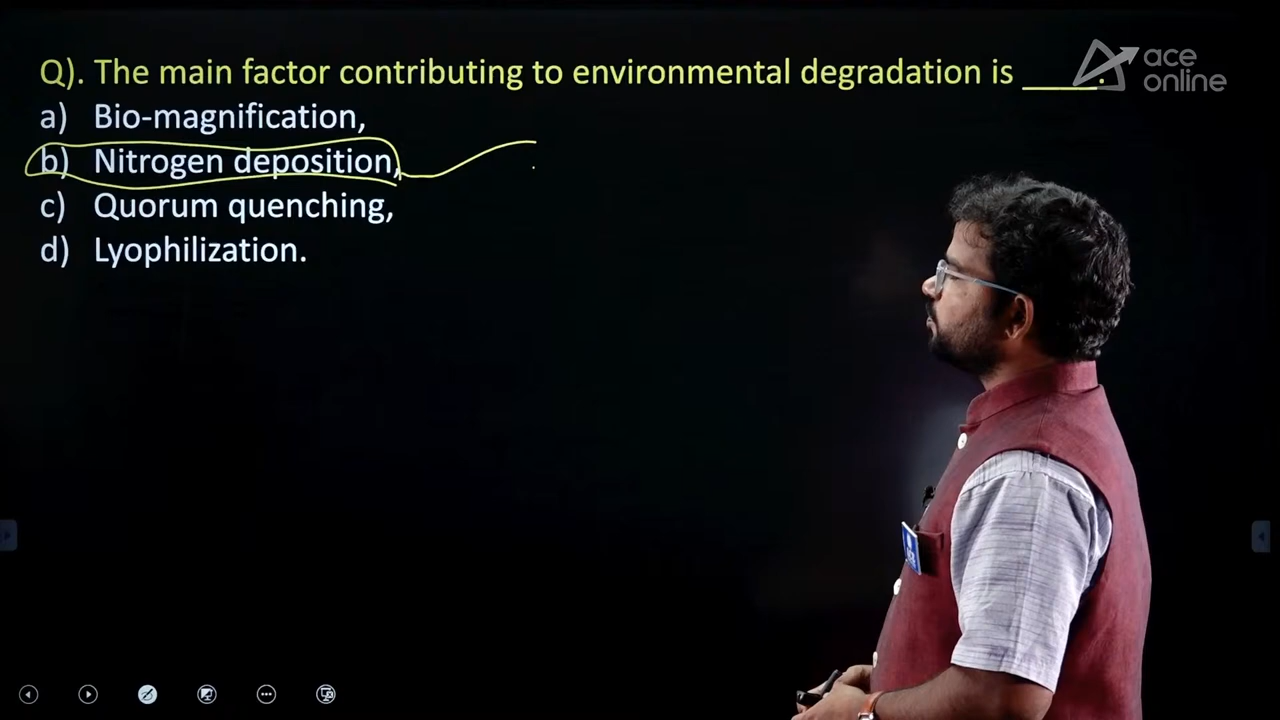 Q). The main factor contributing to environmental degradation is ____.
a) Bio-magnification,
b) Nitrogen deposition,
c) Quorum quenching,
d) Lyophilization.
ace
online